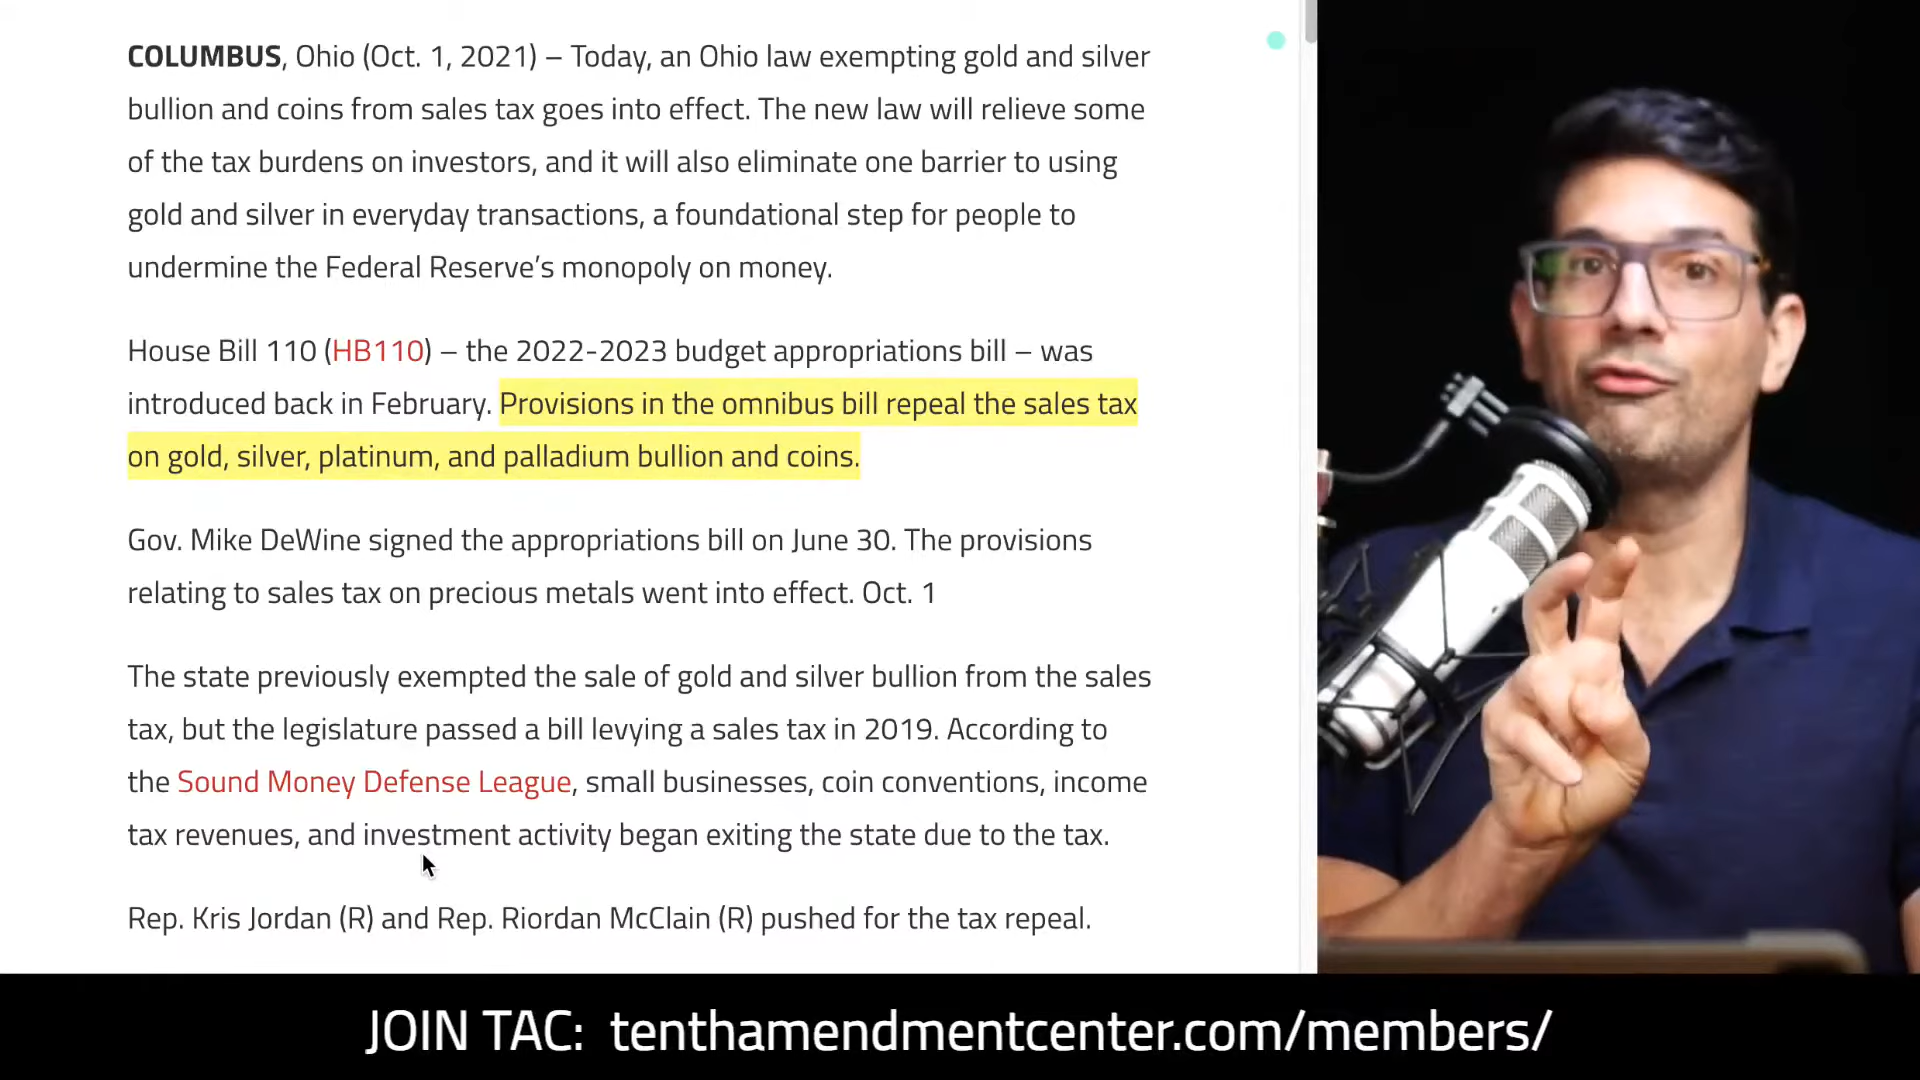 COLUMBUS, Ohio (Oct. 1, 2021) – Today, an Ohio law exempting gold and silver
bullion and coins from sales tax goes into effect. The new law will relieve some
of the tax burdens on investors, and it will also eliminate one barrier to using
gold and silver in everyday transactions, a foundational step for people to
undermine the Federal Reserve’s monopoly on money.
House Bill 110 (HB110) – the 2022-2023 budget appropriations bill – was
introduced back in February. Provisions in the omnibus bill repeal the sales tax
on gold, silver, platinum, and palladium bullion and coins.
Gov. Mike DeWine signed the appropriations bill on June 30. The provisions
relating to sales tax on precious metals went into effect. Oct. 1
The state previously exempted the sale of gold and silver bullion from the sales
tax, but the legislature passed a bill levying a sales tax in 2019. According to
the Sound Money Defense League, small businesses, coin conventions, income
tax revenues, and investment activity began exiting the state due to the tax.
Rep. Kris Jordan (R) and Rep. Riordan McClain (R) pushed for the tax repeal.
JOIN TAC: tenthamendmentcenter.com/members/